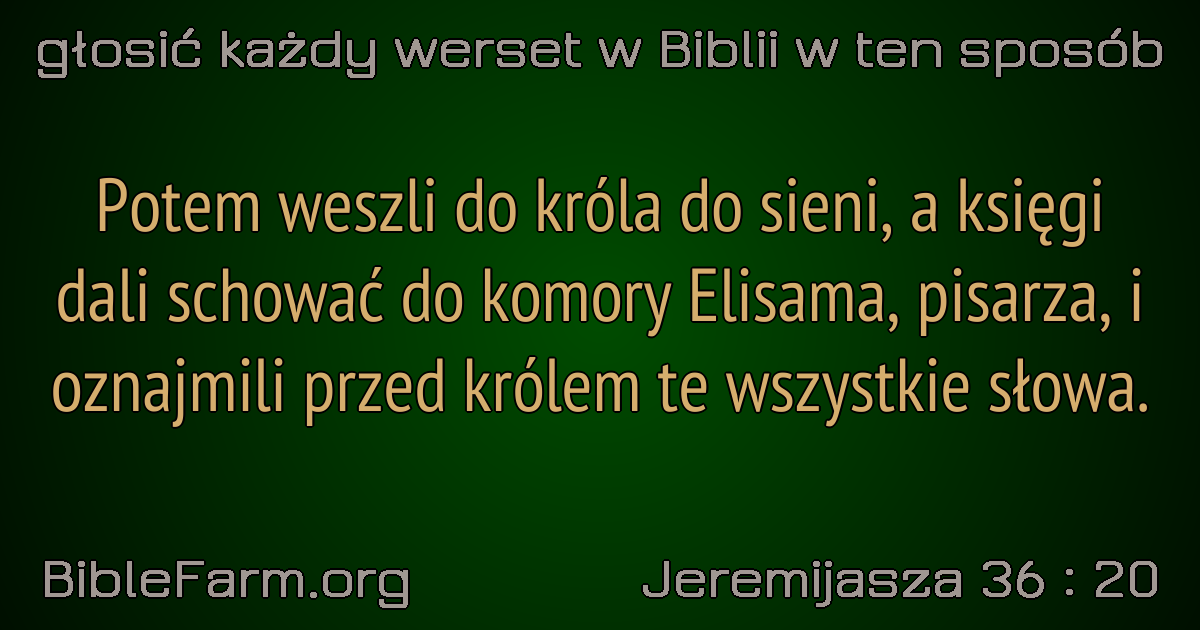 głosić każdy werset w Biblii w ten sposób
Potem weszli do króla do sieni, a księgi
dali schować do komory Elisama, pisarza, i
oznajmili przed królem te wszystkie słowa.
BibleFarm.org
Jeremijasza 36 : 20